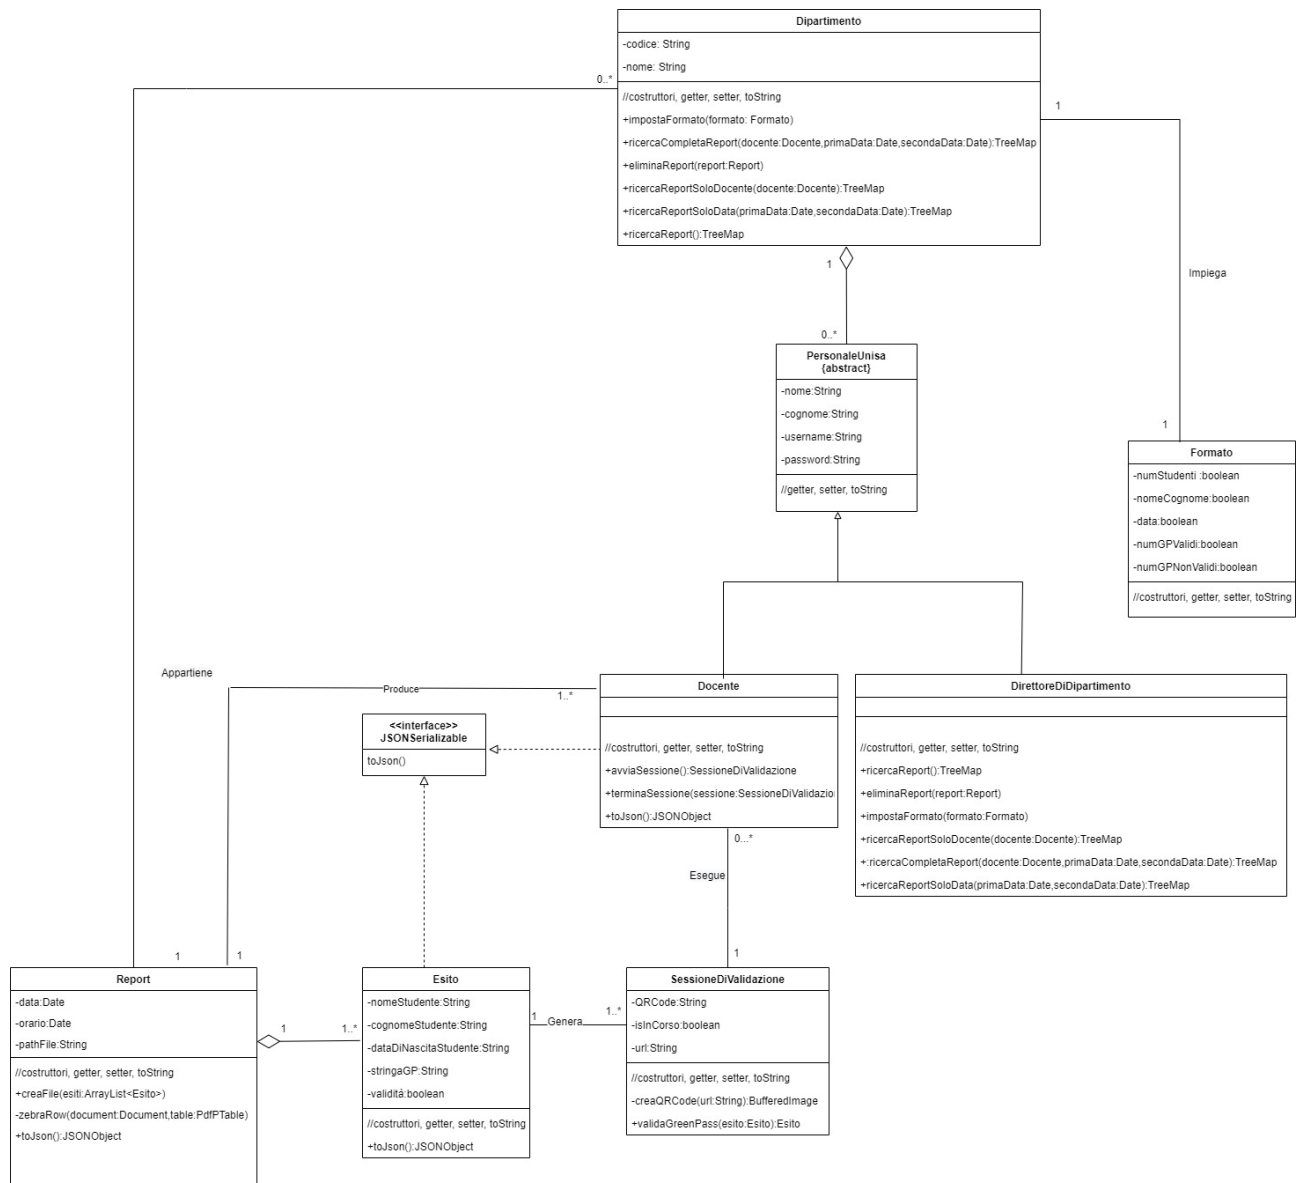 Dipartimento
-codice: String
-nome: String
//costruttori, getter, setter, toString
+impostaFormato(formato: Formato)
+ricercaCompletaReport(docente:Docente,primaData:Date,secondaData:Date):TreeMap
+eliminaReport(report:Report)
+ricercaReportSoloDocente(docente:Docente):TreeMap
+ricercaReportSoloData(primaData:Date,secondaData:Date):TreeMap
+ricercaReport():TreeMap
0..*
1
1
0..*
Impiega
1
PersonaleUnisa
{abstract}
-nome:String
-cognome:String
-username:String
-password:String
//getter, setter, toString
Formato
-numStudenti :boolean
-nomeCognome:boolean
-data:boolean
-numGPValidi:boolean
-numGPNonValidi:boolean
//costruttori, getter, setter, toString
Appartiene
Produce
1..*
<<interface>>
JSONSerializable
toJson()
Docente
//costruttori, getter, setter, toString
+avviaSessione():SessioneDiValidazione
+terminaSessione(sessione:SessioneDiValidazio
+toJson():JSONObject
DirettoreDiDipartimento
//costruttori, getter, setter, toString
+ricercaReport():TreeMap
+eliminaReport(report:Report)
+impostaFormato(formato:Formato)
+ricercaReportSoloDocente(docente:Docente):TreeMap
+:ricercaCompletaReport(docente:Docente,primaData:Date,secondaData:Date):TreeMap
+ricercaReportSoloData(primaData:Date,secondaData:Date):TreeMap
0...*
Esegue
1
1
1
Report
-data:Date
-orario:Date
-pathFile:String
//costruttori, getter, setter, toString
+creaFile(esiti:ArrayList<Esito>)
-zebraRow(document:Document,table:PdfPTable)
+toJson():JSONObject
1
1..*
Esito
-nomeStudente:String
-cognomeStudente:String
-dataDiNascitaStudente:String
-stringaGP:String
-validità:boolean
//costruttori, getter, setter, toString
+toJson():JSONObject
1
Genera
1..*
SessioneDiValidazione
-QRCode:String
-isInCorso:boolean
-url:String
//costruttori, getter, setter, toString
-creaQRCode(url:String):BufferedImage
+validaGreenPass(esito:Esito):Esito